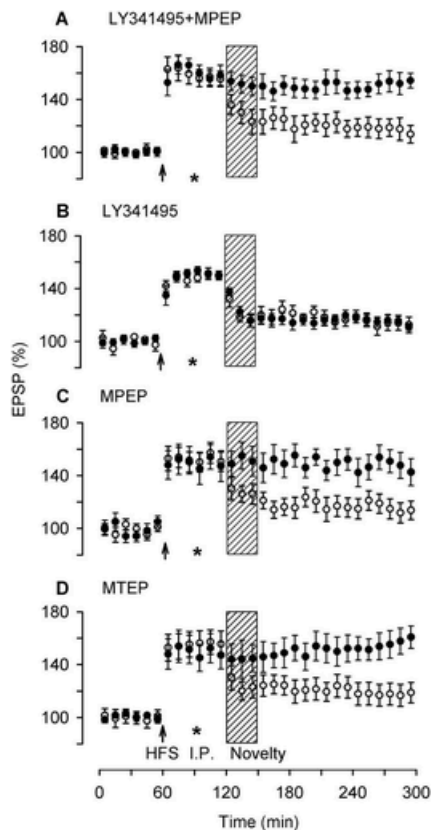 A LY341495+MPEP
180
140
100
B LY341495
180
140
100
EPSP (%)
C MPEP
180
140
100
D MTEP
180
140
100
HFS I.P. Novelty
0 60 120 180 240 300
Time (min)